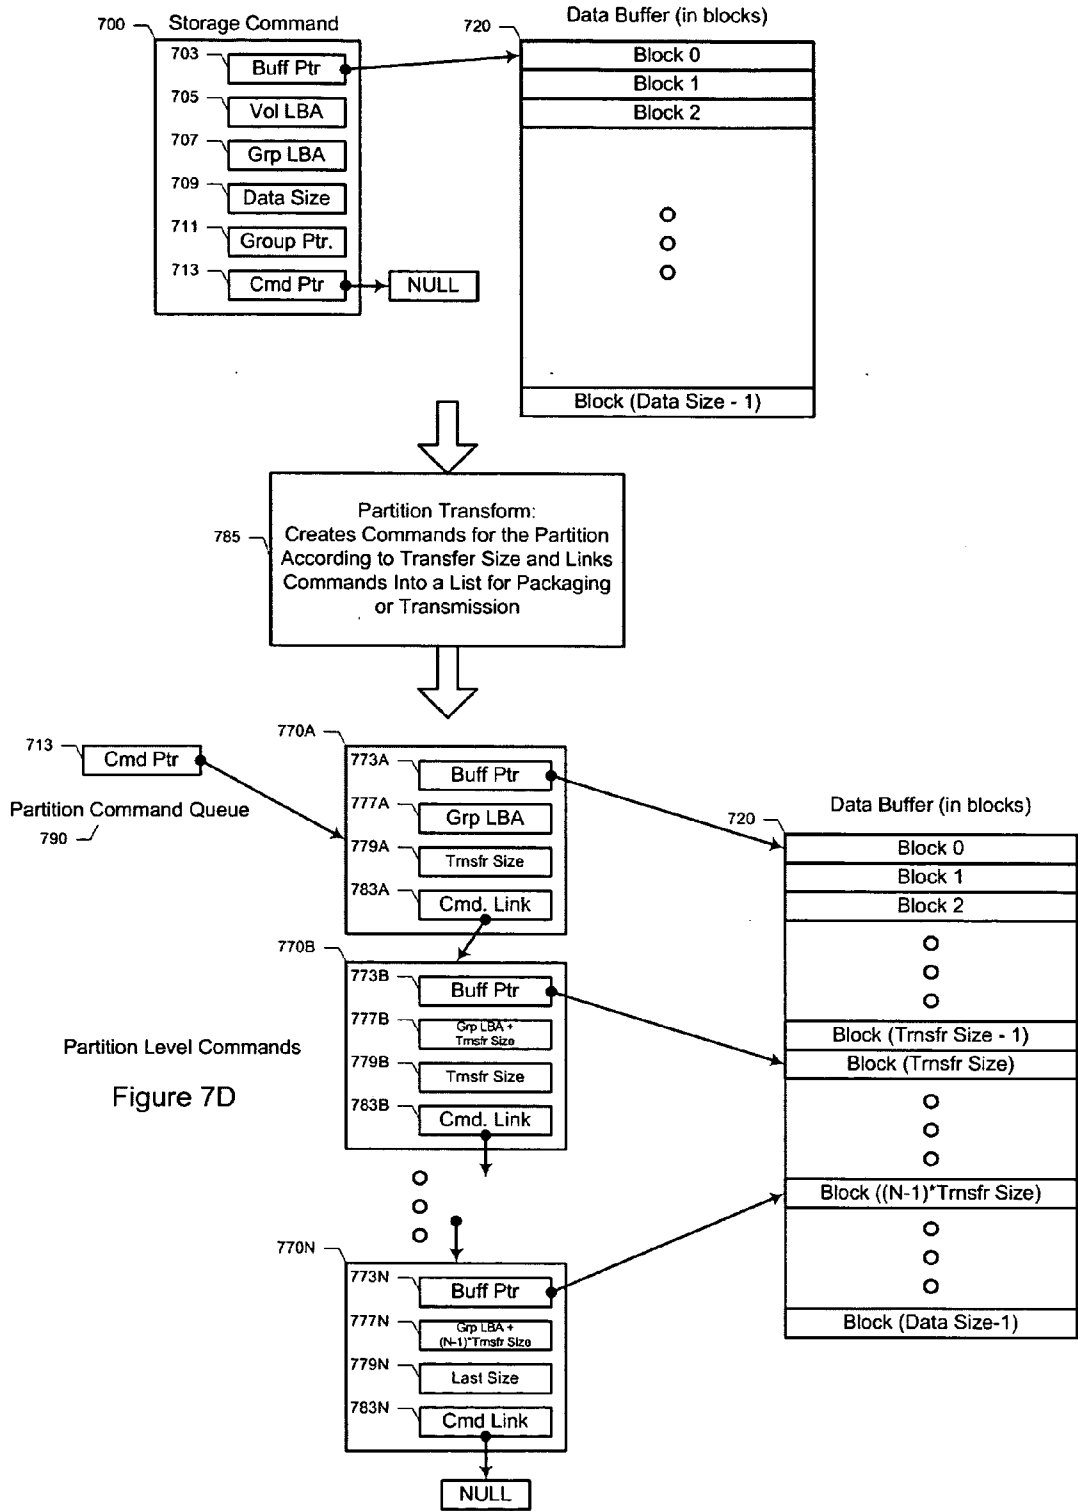 700
Storage Command
720
Data Buffer (in blocks)
703
Buff Ptr
705
Vol LBA
707
Grp LBA
709
Data Size
711
Group Ptr.
713
Cmd Ptr
NULL
Block 0
Block 1
Block 2
Block (Data Size - 1)
785
Partition Transform:
Creates Commands for the Partition
According to Transfer Size and Links
Commands Into a List for Packaging
or Transmission
713
Cmd Ptr
Partition Command Queue
790
770A
773A
Buff Ptr
777A
Grp LBA
779A
Trnsfr Size
783A
Cmd. Link
770B
773B
Buff Ptr
777B
Grp LBA +
Trnsfr Size
779B
Trnsfr Size
783B
Cmd. Link
Partition Level Commands
Figure 7D
770N
773N
Buff Ptr
777N
Grp LBA +
(N-1)*Trnsfr Size
779N
Last Size
783N
Cmd Link
NULL
Data Buffer (in blocks)
720
Block 0
Block 1
Block 2
Block (Trnsfr Size - 1)
Block (Trnsfr Size)
Block ((N-1)*Trnsfr Size)
Block (Data Size-1)